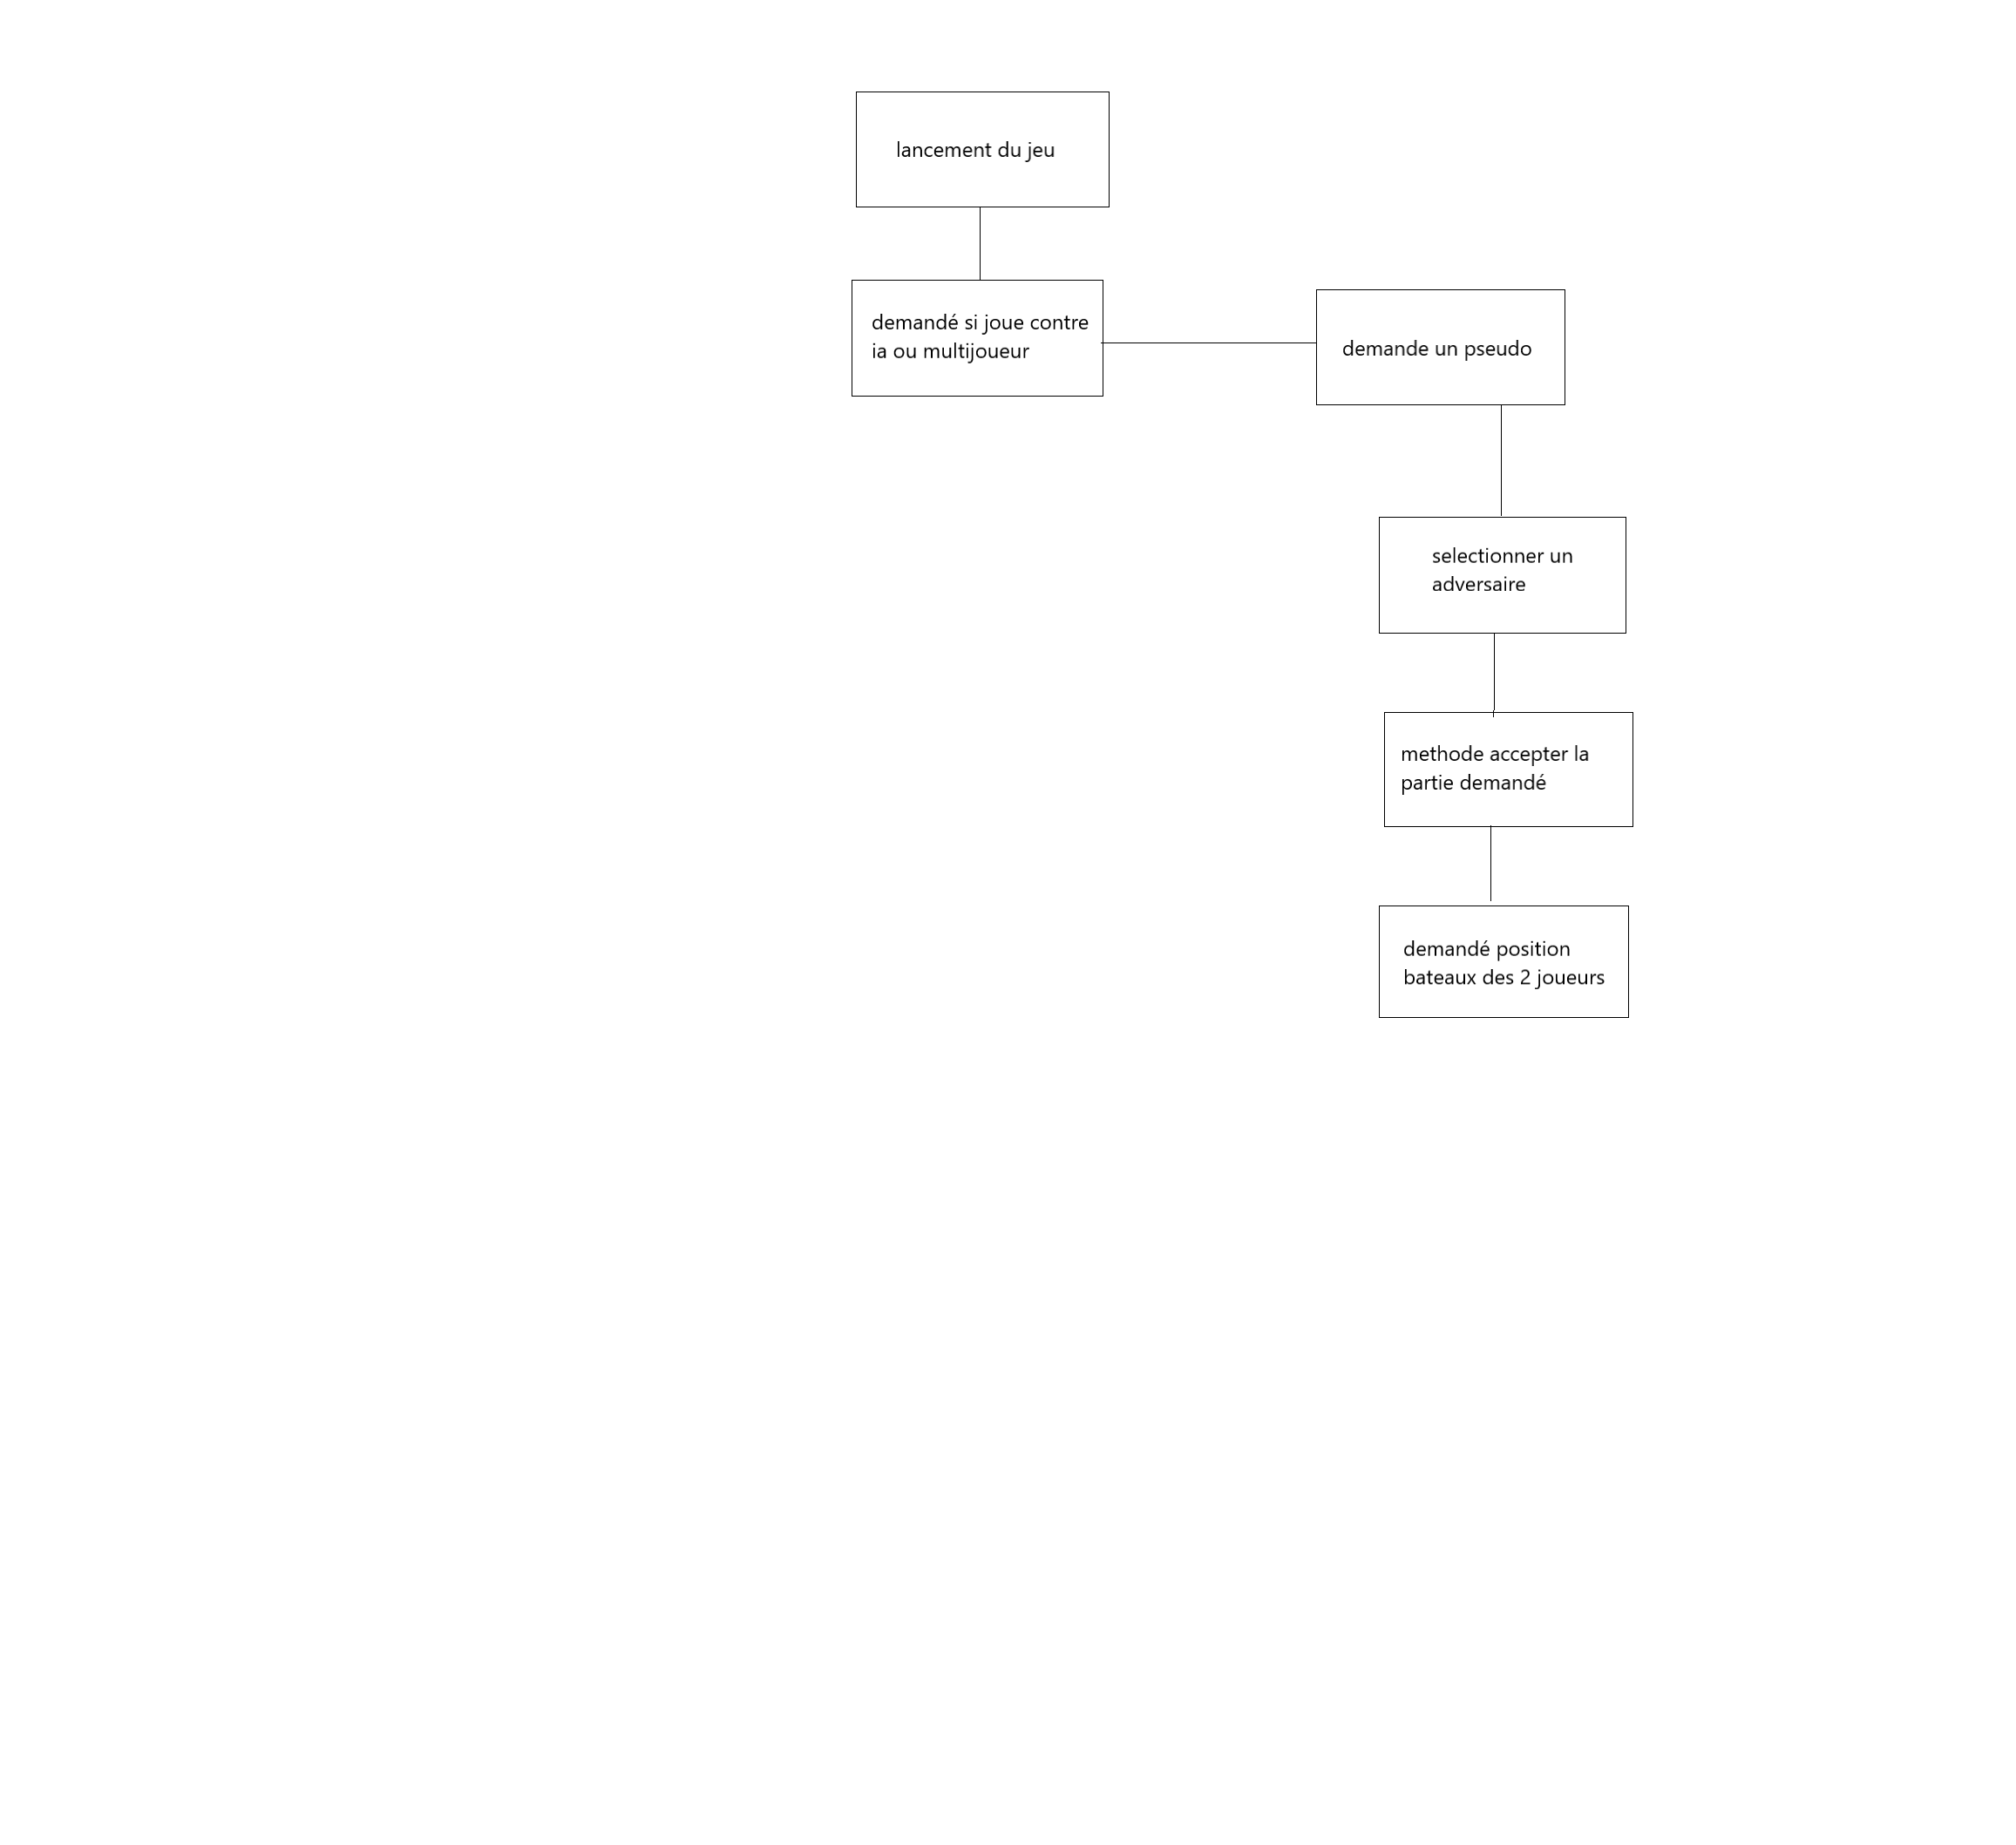 lancement du jeu
demandé si joue contre
ia ou multijoueur
demande un pseudo
selectionner un
adversaire
methode accepter la
partie demandé
demandé position
bateaux des 2 joueurs